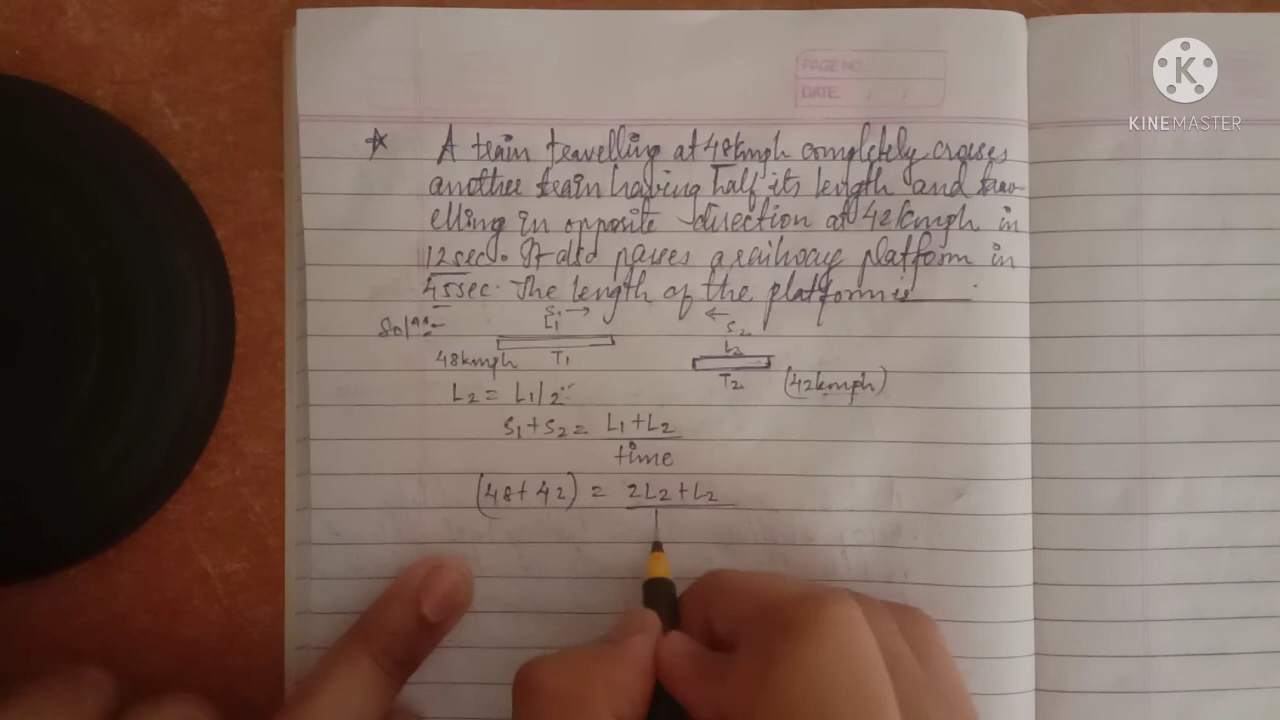 PAGE NO.
DATE
KINEMASTER
A train travelling at 48kmph completely crosses
another train having half its length and trav-
elling in opposite direction at 42kmph in
12sec. It also passes a railway platform in
45sec. The length of the platform is
Soln:-
S1 → ←
L1 S2
L2
48kmph T1
T2 (42kmph)
L2 = L1/2
S1+S2 = L1+L2
time
(48+42) = 2L2+L2